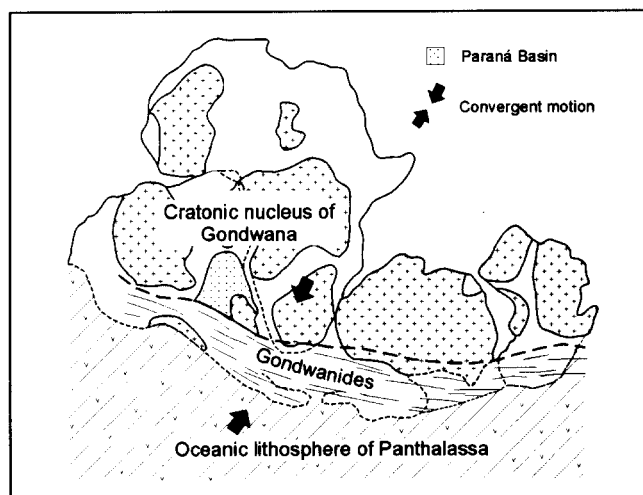 Paraná Basin
Convergent motion
Cratonic nucleus of
Gondwana
Gondwanides
Oceanic lithosphere of Panthalassa